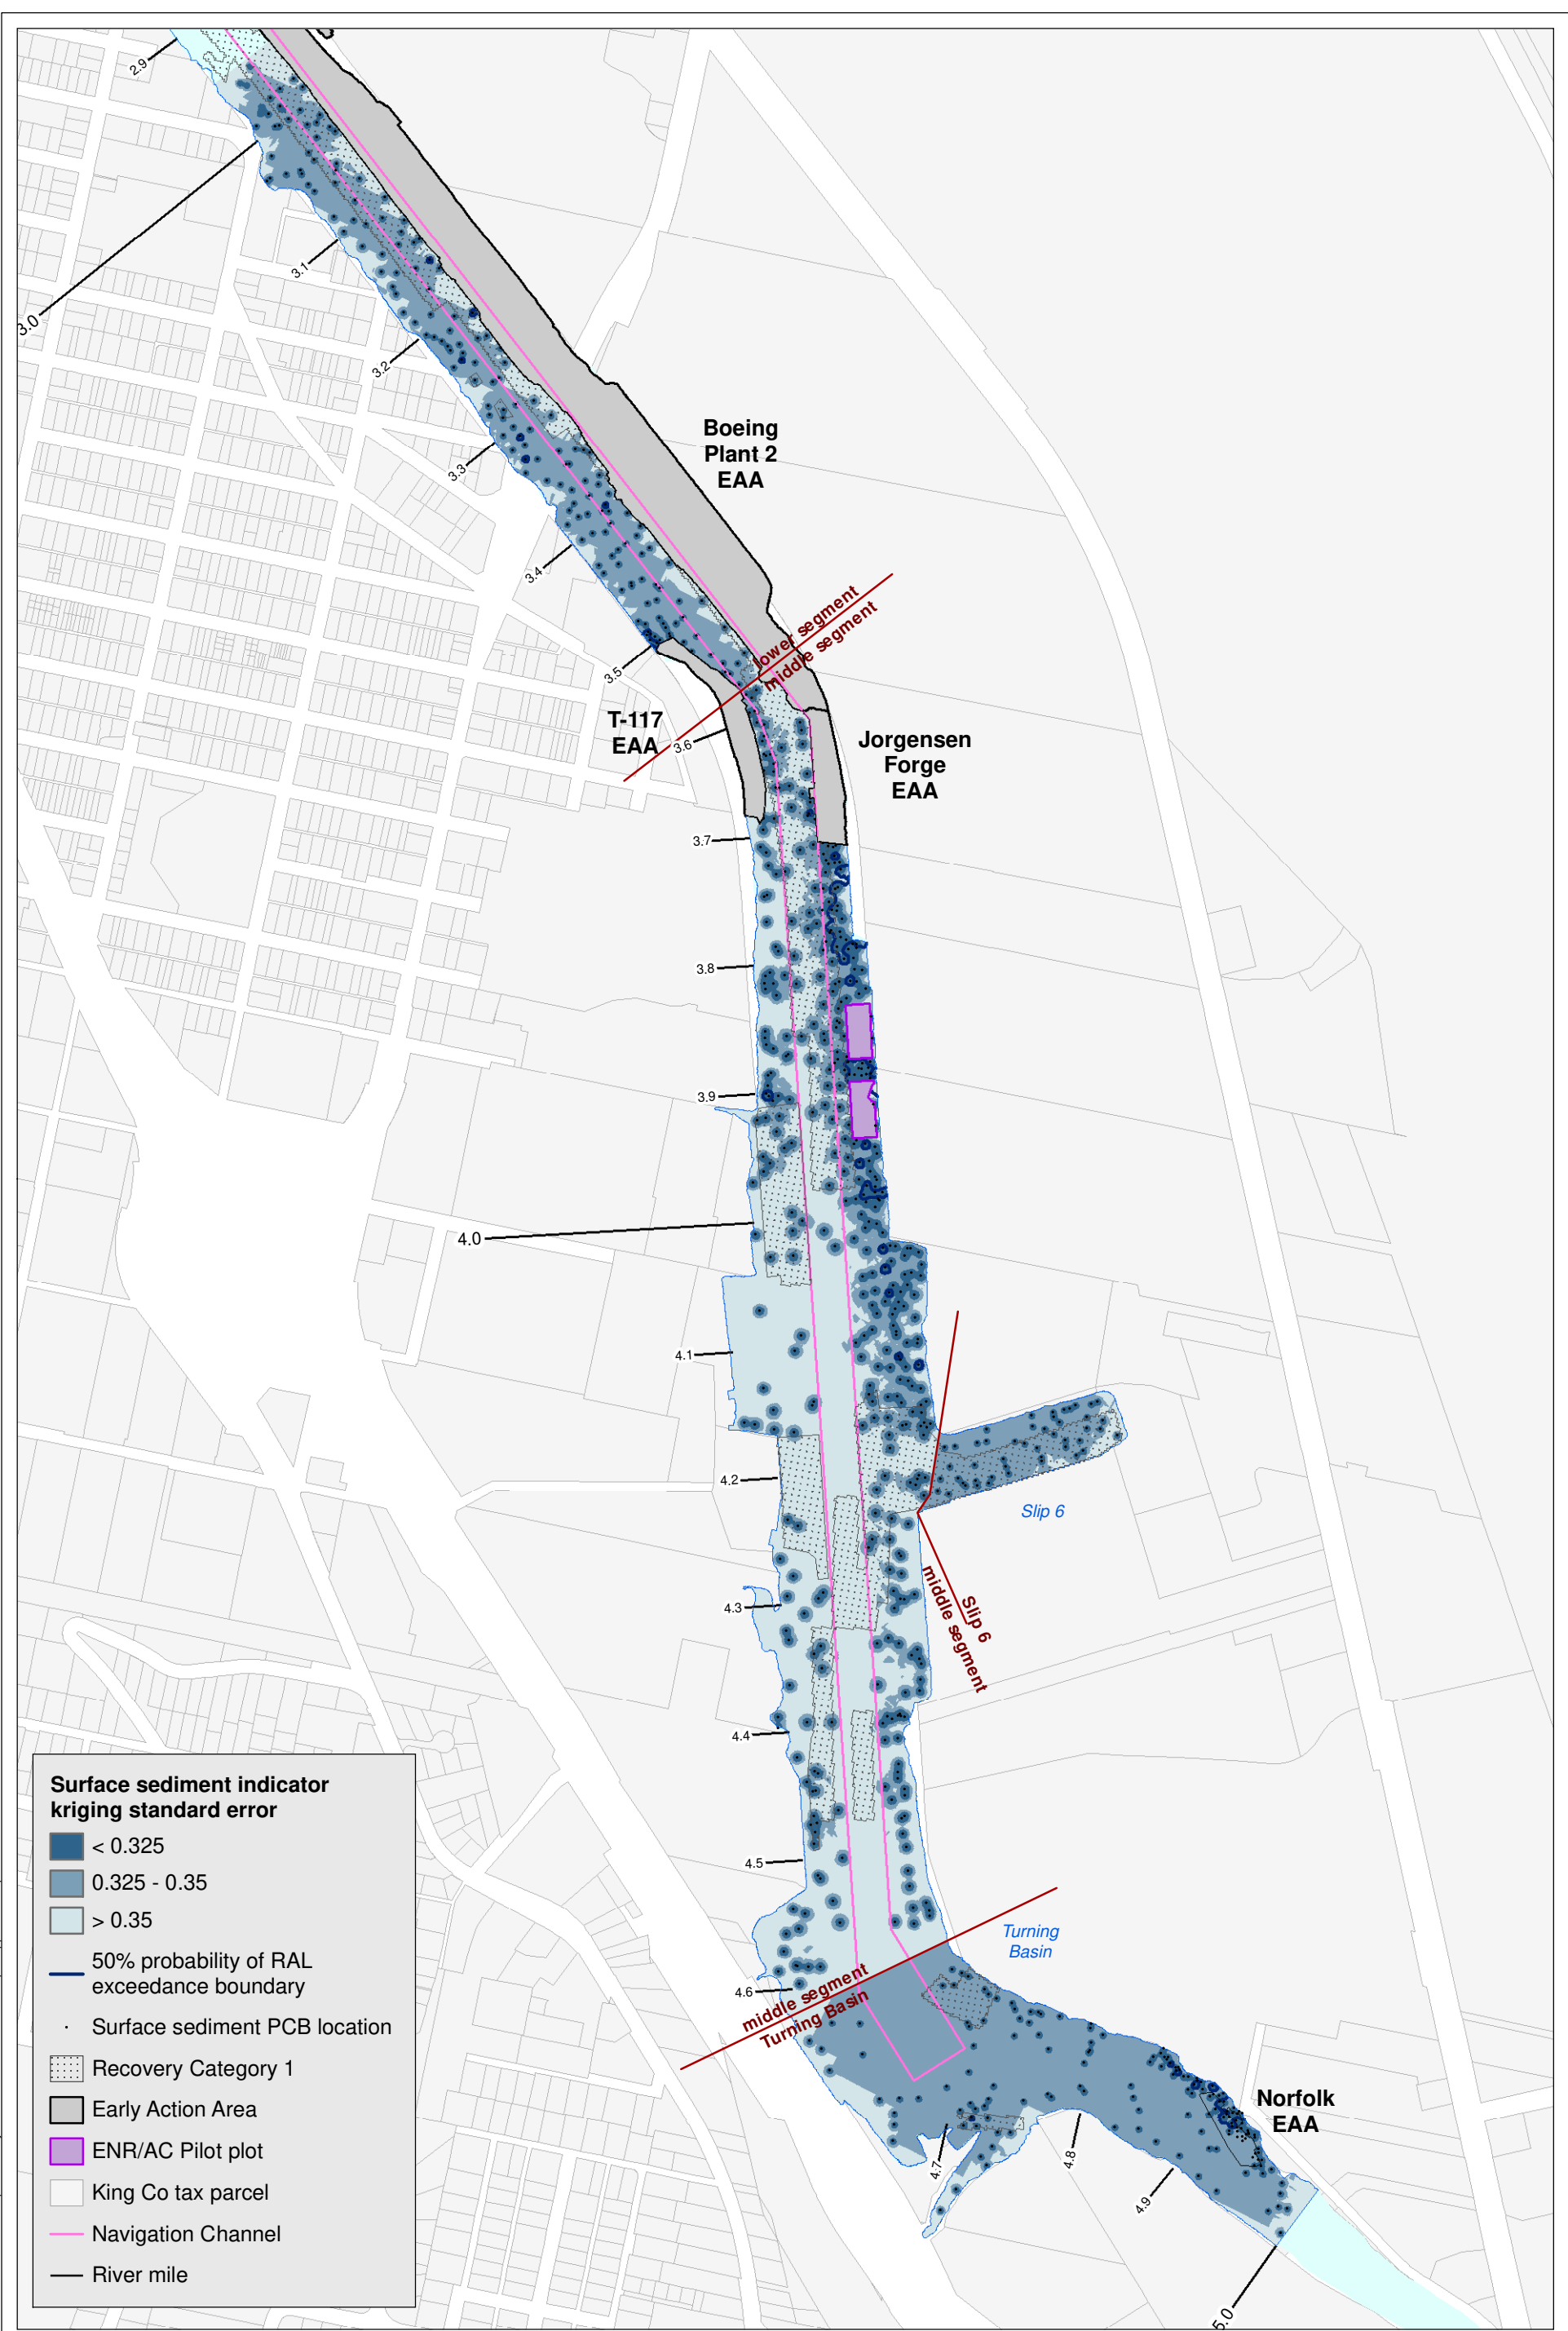 2.9
3.0
3.1
3.2
3.3
3.4
3.5
Boeing
Plant 2
EAA
lower segment
middle segment
T-117
EAA
3.6
Jorgensen
Forge
EAA
3.7
3.8
3.9
4.0
4.1
4.2
Slip 6
4.3
Slip 6
middle segment
4.4
4.5
Turning
Basin
4.6
middle segment
Turning Basin
Norfolk
EAA
4.7
4.8
4.9
5.0
Surface sediment indicator
kriging standard error
< 0.325
0.325 - 0.35
> 0.35
50% probability of RAL
exceedance boundary
Surface sediment PCB location
Recovery Category 1
Early Action Area
ENR/AC Pilot plot
King Co tax parcel
Navigation Channel
River mile